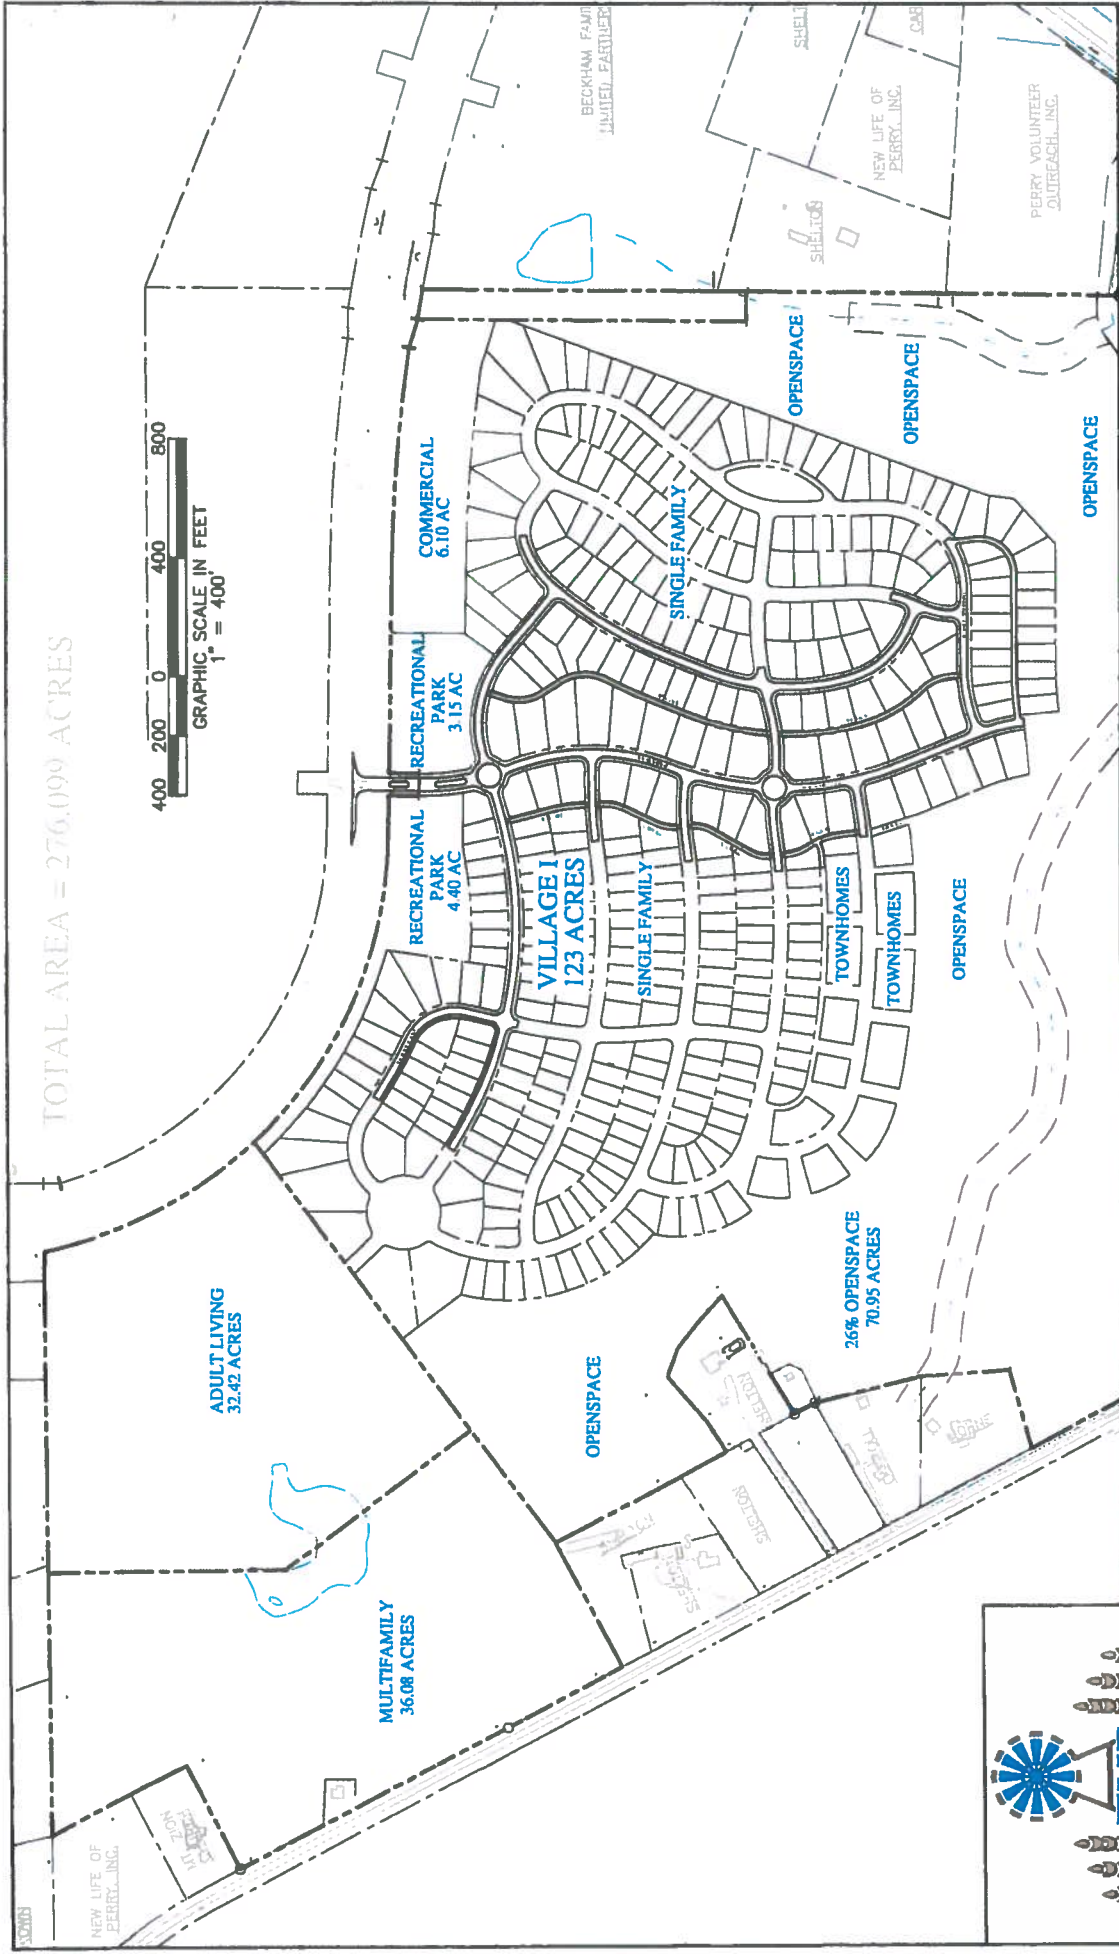 TOTAL AREA = 276.099 ACRES
400 200 0 400 800
GRAPHIC SCALE IN FEET
1" = 400'
BECKHAM FAMI
LIMITED PARTNER
SHEL
NEW LIFE OF
PERRY, INC.
PERRY VOLUNTEER
OUTREACH, INC.
SHELTON
COMMERCIAL
6.10 AC
RECREATIONAL
PARK
3.15 AC
RECREATIONAL
PARK
4.40 AC
SINGLE FAMILY
VILLAGE I
123 ACRES
SINGLE FAMILY
OPENSPACE
OPENSPACE
OPENSPACE
TOWNHOMES
TOWNHOMES
OPENSPACE
ADULT LIVING
32.42 ACRES
26% OPENSPACE
70.95 ACRES
OPENSPACE
MULTIFAMILY
36.08 ACRES
SHELTON
NEW LIFE OF
PERRY, INC.
ZION